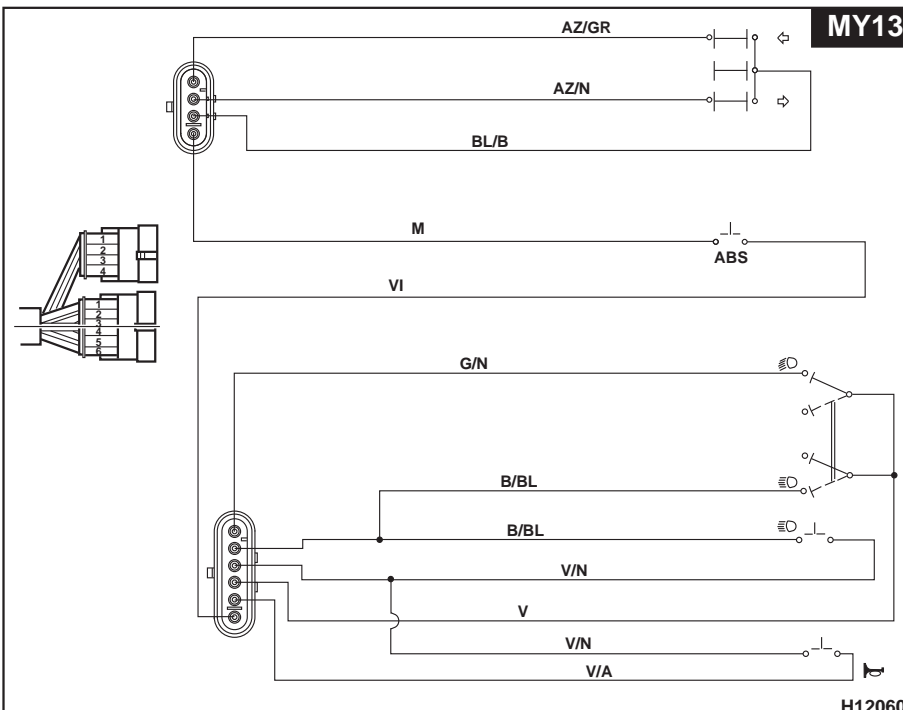 MY13
AZ/GR
AZ/N
BL/B
M
ABS
VI
1
2
3
4
1
2
3
4
5
6
G/N
B/BL
B/BL
V/N
V
V/N
V/A
H12060